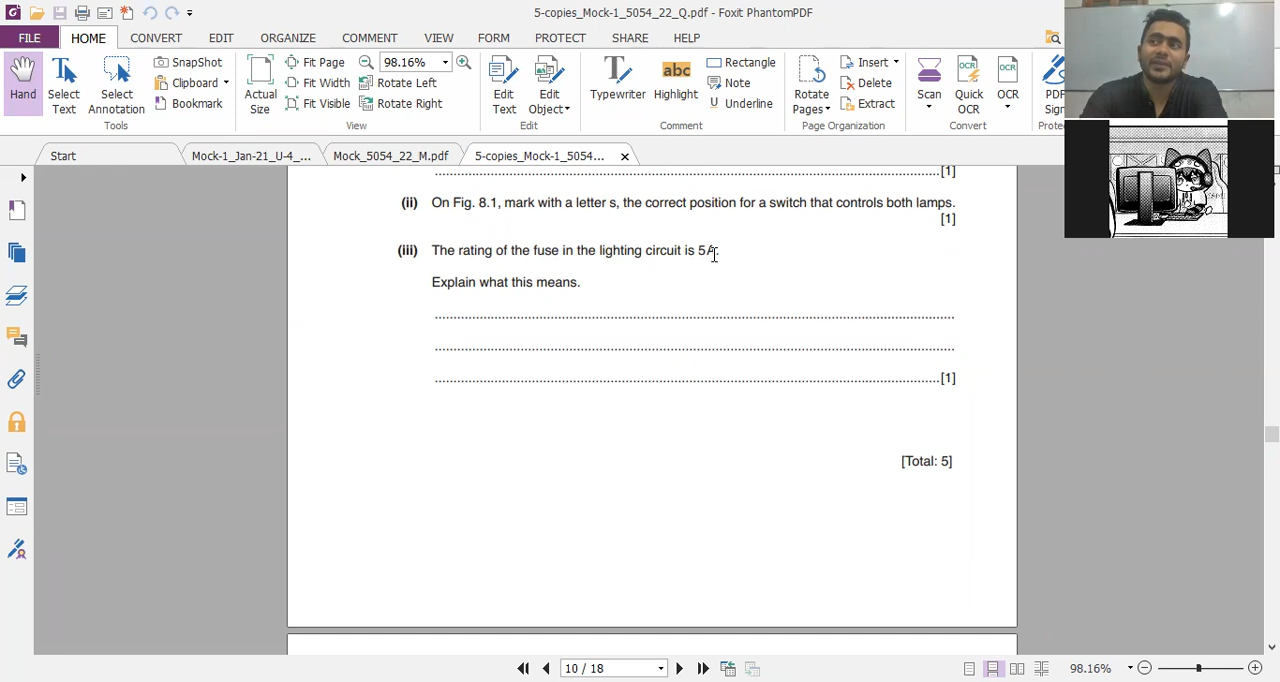 5-copies_Mock-1_5054_22_Q.pdf - Foxit PhantomPDF
FILE HOME CONVERT EDIT ORGANIZE COMMENT VIEW FORM PROTECT SHARE HELP
Hand
Select Text
Select Annotation
SnapShot
Clipboard
Bookmark
Tools
Actual Size
Fit Page
Fit Width
Fit Visible
98.16%
Rotate Left
Rotate Right
View
Edit Text
Edit Object
Edit
Typewriter
Highlight
Rectangle
Note
Underline
Comment
Rotate Pages
Insert
Delete
Extract
Page Organization
Scan
Quick OCR
OCR
Convert
PDF Sign
Start
Mock-1_Jan-21_U-4_...
Mock_5054_22_M.pdf
5-copies_Mock-1_5054...
..........[1]
(ii) On Fig. 8.1, mark with a letter s, the correct position for a switch that controls both lamps.
[1]
(iii) The rating of the fuse in the lighting circuit is 5A
Explain what this means.
..........[1]
[Total: 5]
10 / 18
98.16%